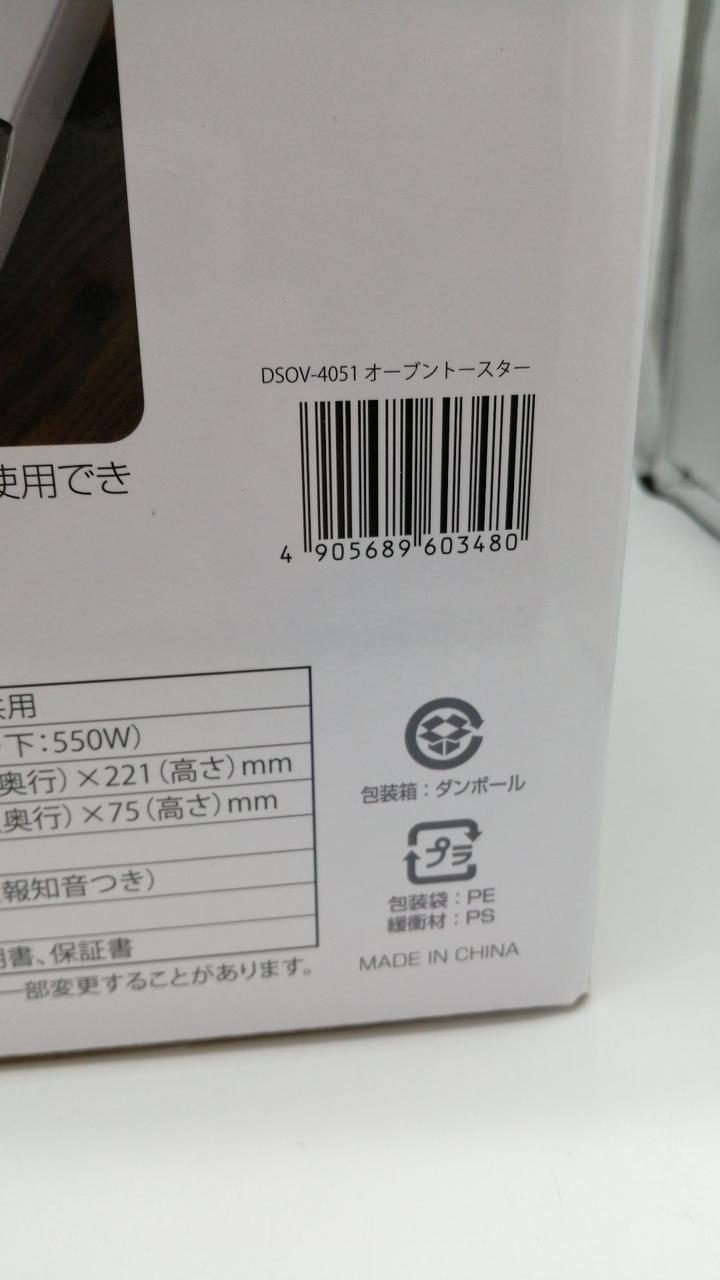 DSOV-4051 オーブントースター
4 905689 603480
使用でき
用
下：550W）
奥行）×221（高さ）mm
奥行）×75（高さ）mm
報知音つき）
書、保証書
一部変更することがあります。
包装箱：ダンボール
プラ
包装袋：PE
緩衝材：PS
MADE IN CHINA